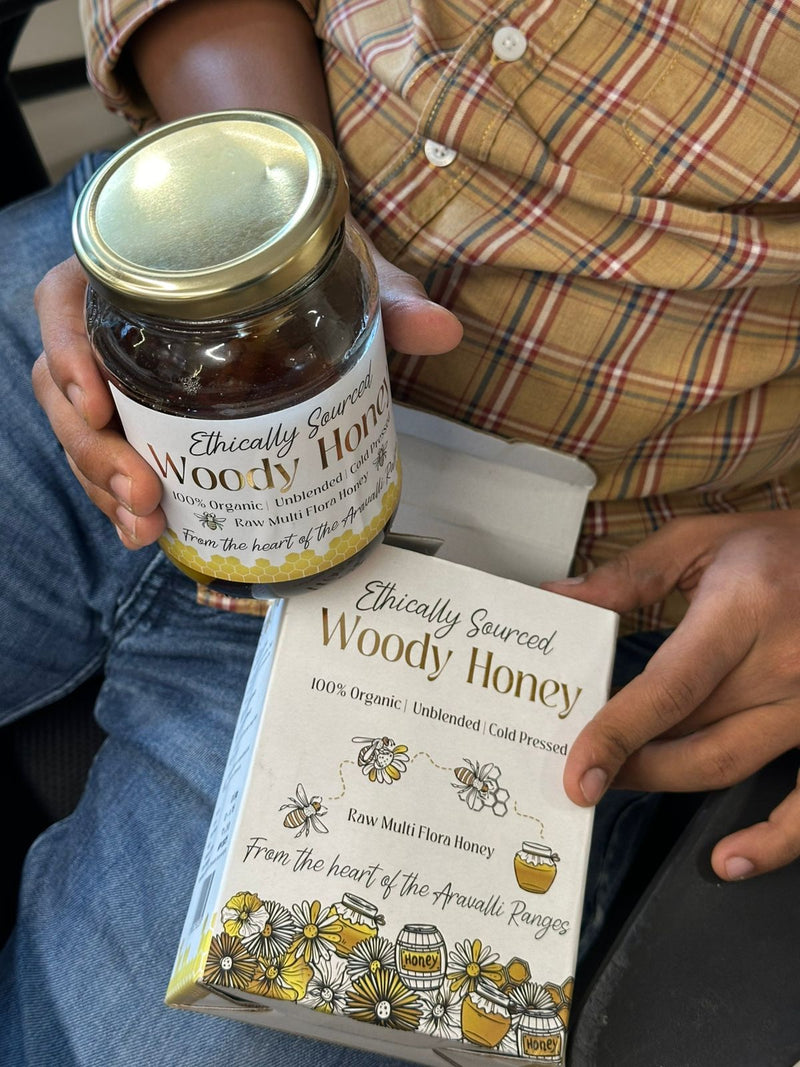 Ethically Sourced
Woody Honey
100% Organic | Unblended | Cold Pressed
Raw Multi Flora Honey
From the heart of the Aravalli
Ethically Sourced
Woody Honey
100% Organic | Unblended | Cold Pressed
Raw Multi Flora Honey
From the heart of the Aravalli Ranges
Honey
Honey